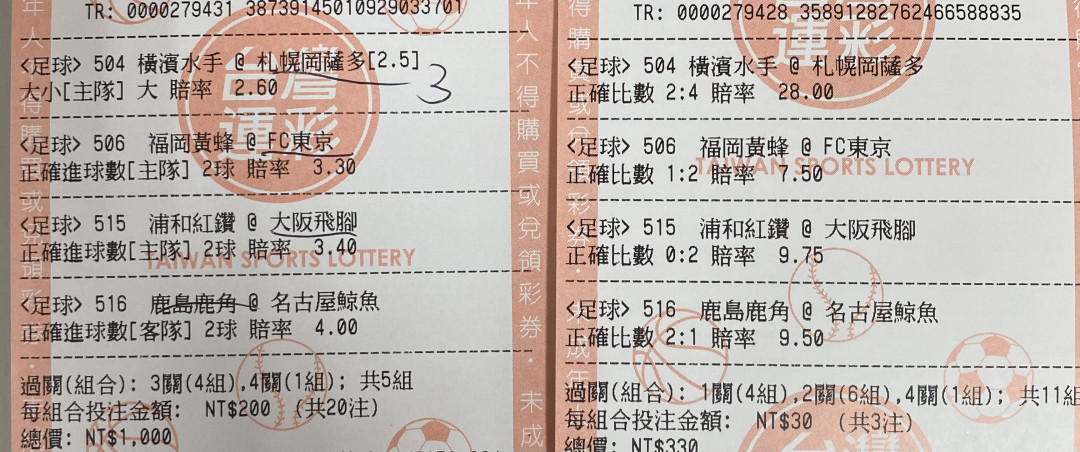 TR: 0000279431 38739145010929033701
<足球> 504 橫濱水手 @ 札幌岡薩多[2.5]
大小[主隊] 大 賠率 2.60
3
<足球> 506 福岡黃蜂 @ FC東京
正確進球數[主隊] 2球 賠率 3.30
<足球> 515 浦和紅鑽 @ 大阪飛腳
正確進球數[主隊] 2球 賠率 3.40
TAIWAN SPORTS LOTTERY
<足球> 516 鹿島鹿角 @ 名古屋鯨魚
正確進球數[客隊] 2球 賠率 4.00
過關(組合): 3關(4組),4關(1組); 共5組
每組合投注金額: NT$200 (共20注)
總價: NT$1,000
台灣
運彩
年人不得購買或兌領彩券．未成
TR: 0000279428 35891282762466588835
<足球> 504 橫濱水手 @ 札幌岡薩多
正確比數 2:4 賠率 28.00
<足球> 506 福岡黃蜂 @ FC東京
正確比數 1:2 賠率 7.50
TAIWAN SPORTS LOTTERY
<足球> 515 浦和紅鑽 @ 大阪飛腳
正確比數 0:2 賠率 9.75
<足球> 516 鹿島鹿角 @ 名古屋鯨魚
正確比數 2:1 賠率 9.50
過關(組合): 1關(4組),2關(6組),4關(1組); 共11組
每組合投注金額: NT$30 (共3注)
總價: NT$330
運彩
台灣